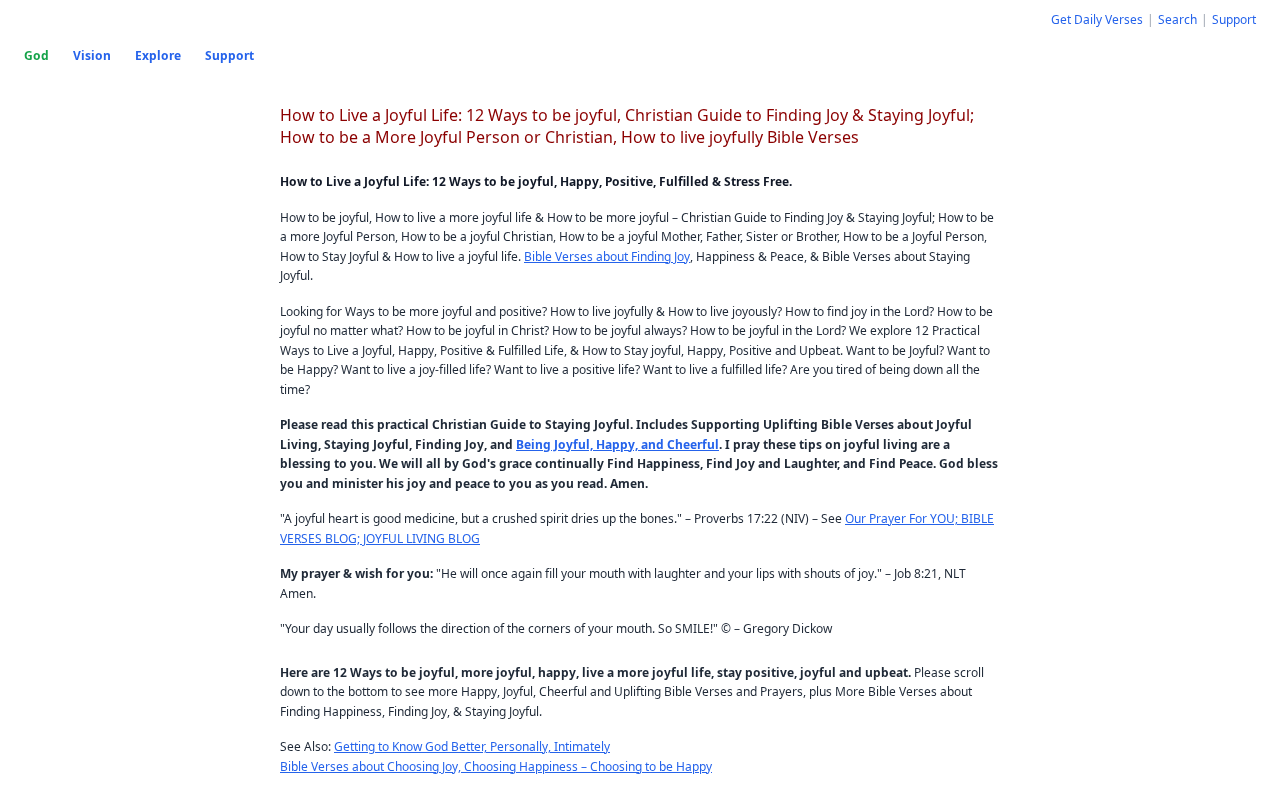 Get Daily Verses | Search | Support
God Vision Explore Support
How to Live a Joyful Life: 12 Ways to be joyful, Christian Guide to Finding Joy & Staying Joyful;
How to be a More Joyful Person or Christian, How to live joyfully Bible Verses
How to Live a Joyful Life: 12 Ways to be joyful, Happy, Positive, Fulfilled & Stress Free.
How to be joyful, How to live a more joyful life & How to be more joyful – Christian Guide to Finding Joy & Staying Joyful; How to be
a more Joyful Person, How to be a joyful Christian, How to be a joyful Mother, Father, Sister or Brother, How to be a Joyful Person,
How to Stay Joyful & How to live a joyful life. Bible Verses about Finding Joy, Happiness & Peace, & Bible Verses about Staying
Joyful.
Looking for Ways to be more joyful and positive? How to live joyfully & How to live joyously? How to find joy in the Lord? How to be
joyful no matter what? How to be joyful in Christ? How to be joyful always? How to be joyful in the Lord? We explore 12 Practical
Ways to Live a Joyful, Happy, Positive & Fulfilled Life, & How to Stay joyful, Happy, Positive and Upbeat. Want to be Joyful? Want to
be Happy? Want to live a joy-filled life? Want to live a positive life? Want to live a fulfilled life? Are you tired of being down all the
time?
Please read this practical Christian Guide to Staying Joyful. Includes Supporting Uplifting Bible Verses about Joyful
Living, Staying Joyful, Finding Joy, and Being Joyful, Happy, and Cheerful. I pray these tips on joyful living are a
blessing to you. We will all by God's grace continually Find Happiness, Find Joy and Laughter, and Find Peace. God bless
you and minister his joy and peace to you as you read. Amen.
"A joyful heart is good medicine, but a crushed spirit dries up the bones." – Proverbs 17:22 (NIV) – See Our Prayer For YOU; BIBLE
VERSES BLOG; JOYFUL LIVING BLOG
My prayer & wish for you: "He will once again fill your mouth with laughter and your lips with shouts of joy." – Job 8:21, NLT
Amen.
"Your day usually follows the direction of the corners of your mouth. So SMILE!" © – Gregory Dickow
Here are 12 Ways to be joyful, more joyful, happy, live a more joyful life, stay positive, joyful and upbeat. Please scroll
down to the bottom to see more Happy, Joyful, Cheerful and Uplifting Bible Verses and Prayers, plus More Bible Verses about
Finding Happiness, Finding Joy, & Staying Joyful.
See Also: Getting to Know God Better, Personally, Intimately
Bible Verses about Choosing Joy, Choosing Happiness – Choosing to be Happy